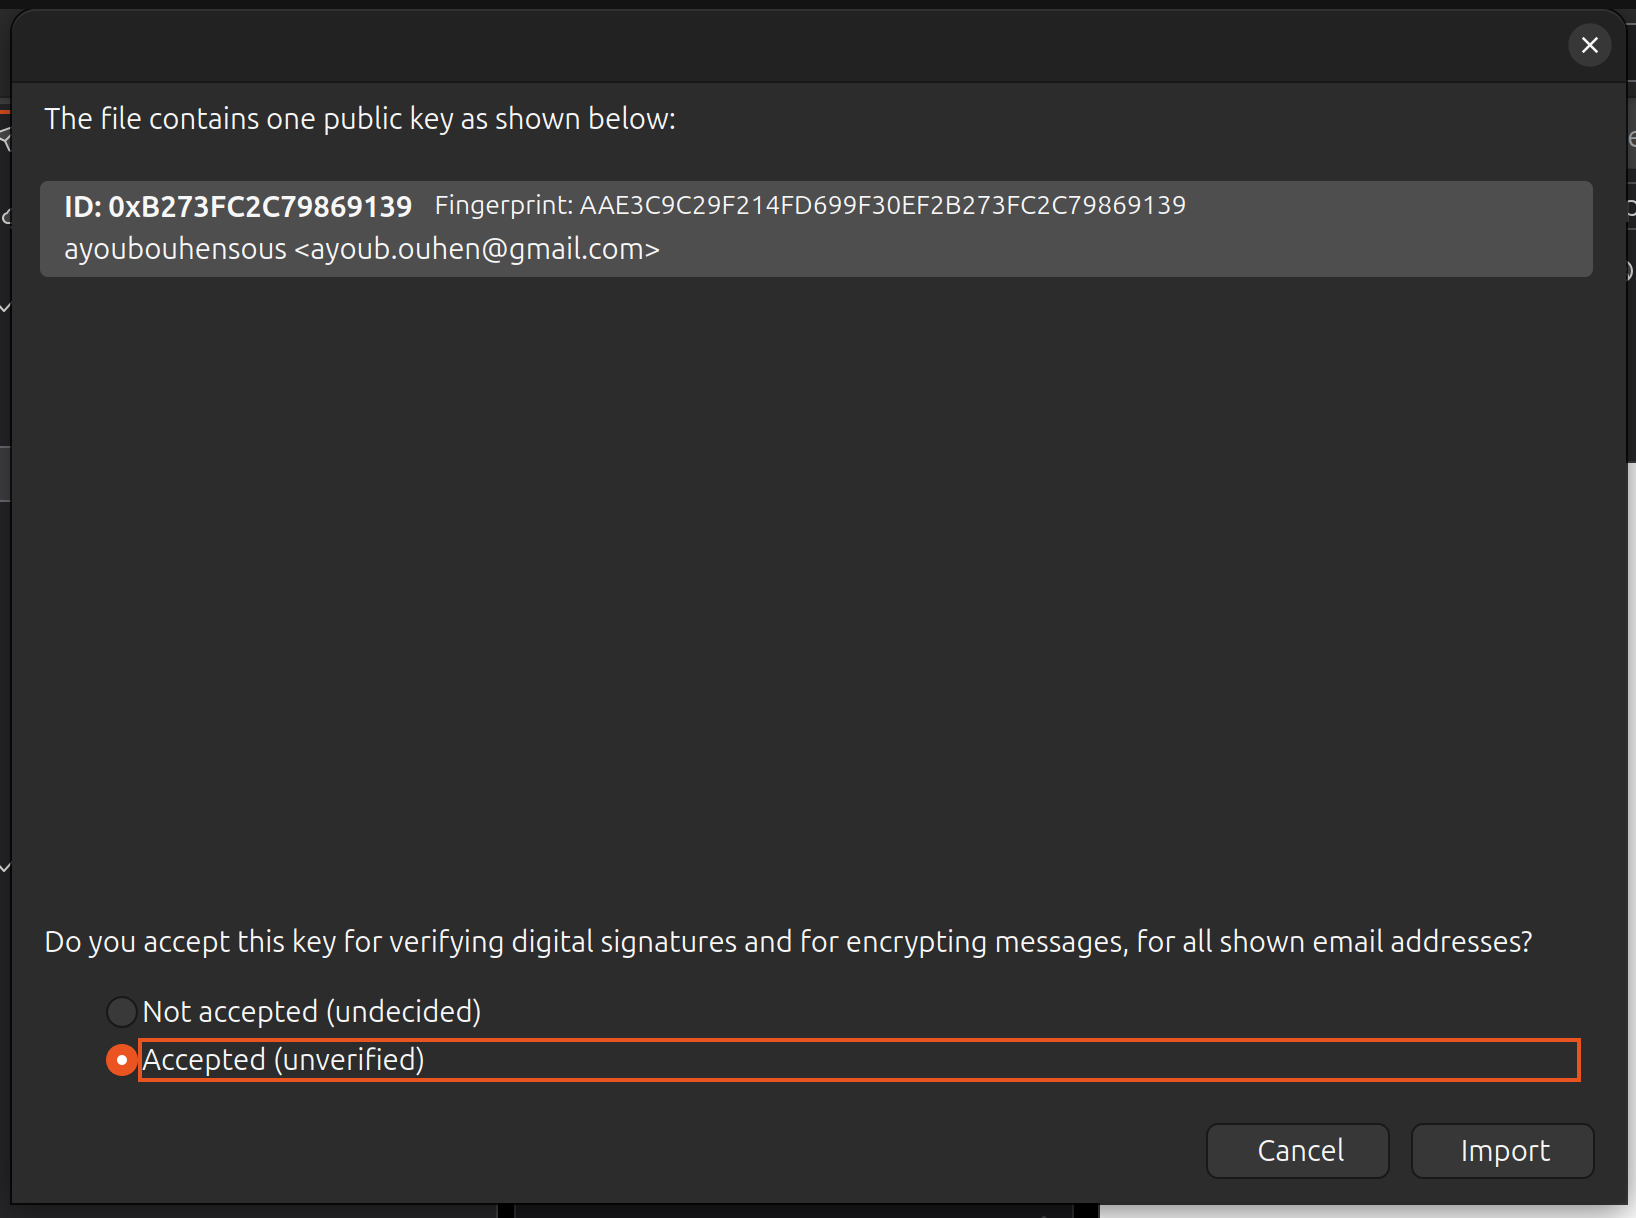 The file contains one public key as shown below:
ID: 0xB273FC2C79869139 Fingerprint: AAE3C9C29F214FD699F30EF2B273FC2C79869139
ayoubouhensous <ayoub.ouhen@gmail.com>
Do you accept this key for verifying digital signatures and for encrypting messages, for all shown email addresses?
Not accepted (undecided)
Accepted (unverified)
Cancel Import